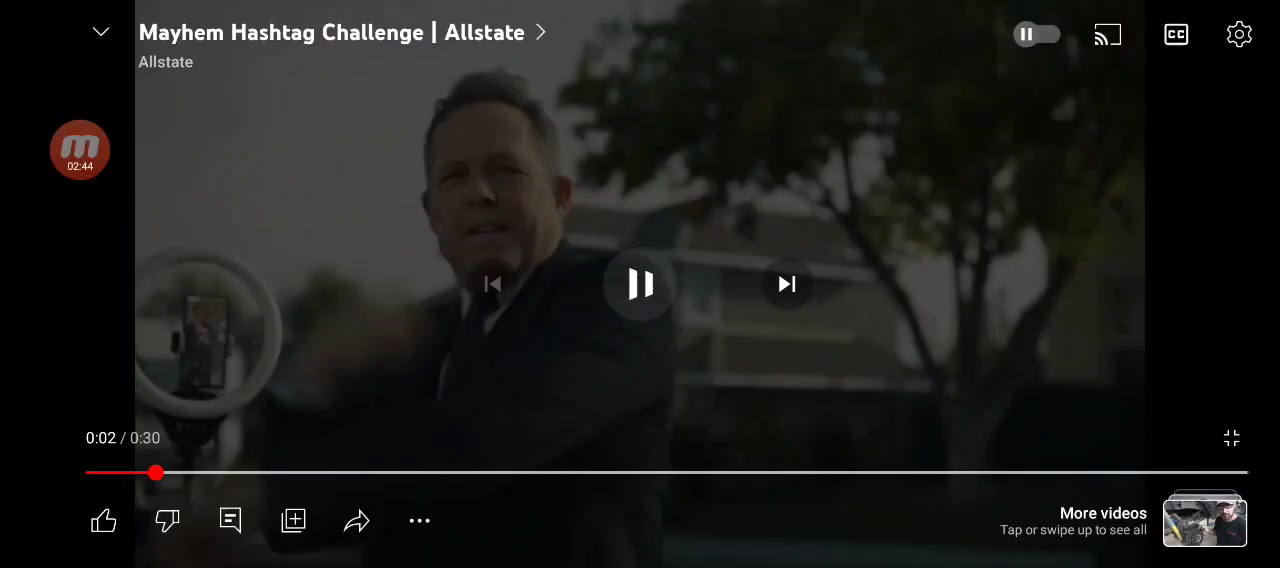 Mayhem Hashtag Challenge | Allstate
Allstate
CC
m
02:44
0:02 / 0:30
More videos
Tap or swipe up to see all